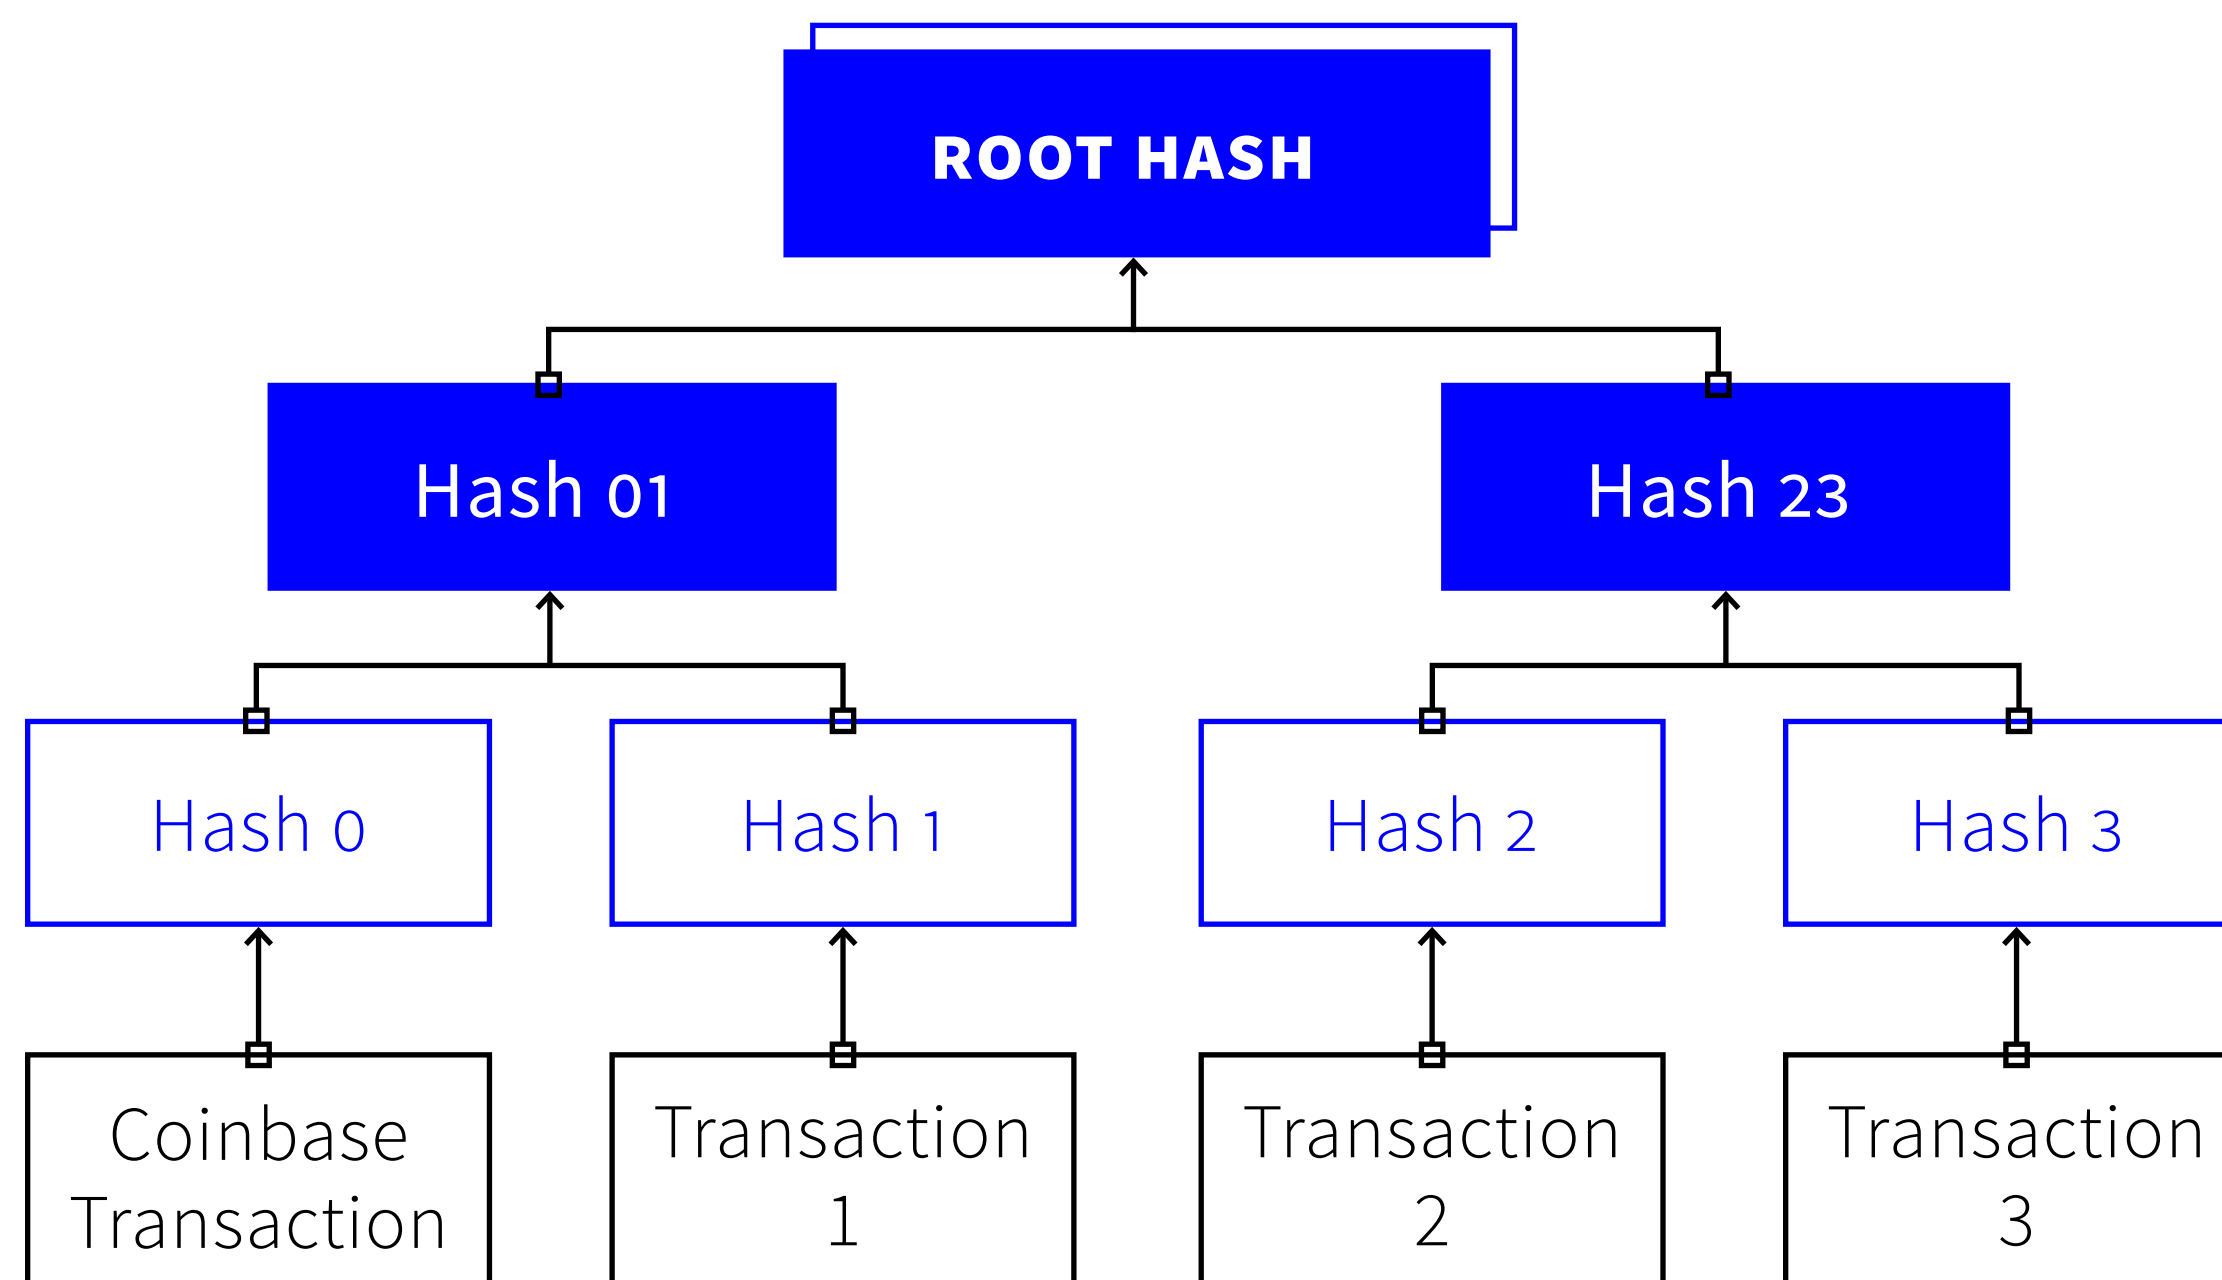 ROOT HASH
Hash 01
Hash 23
Hash 0
Hash 1
Hash 2
Hash 3
Coinbase
Transaction
Transaction
1
Transaction
2
Transaction
3